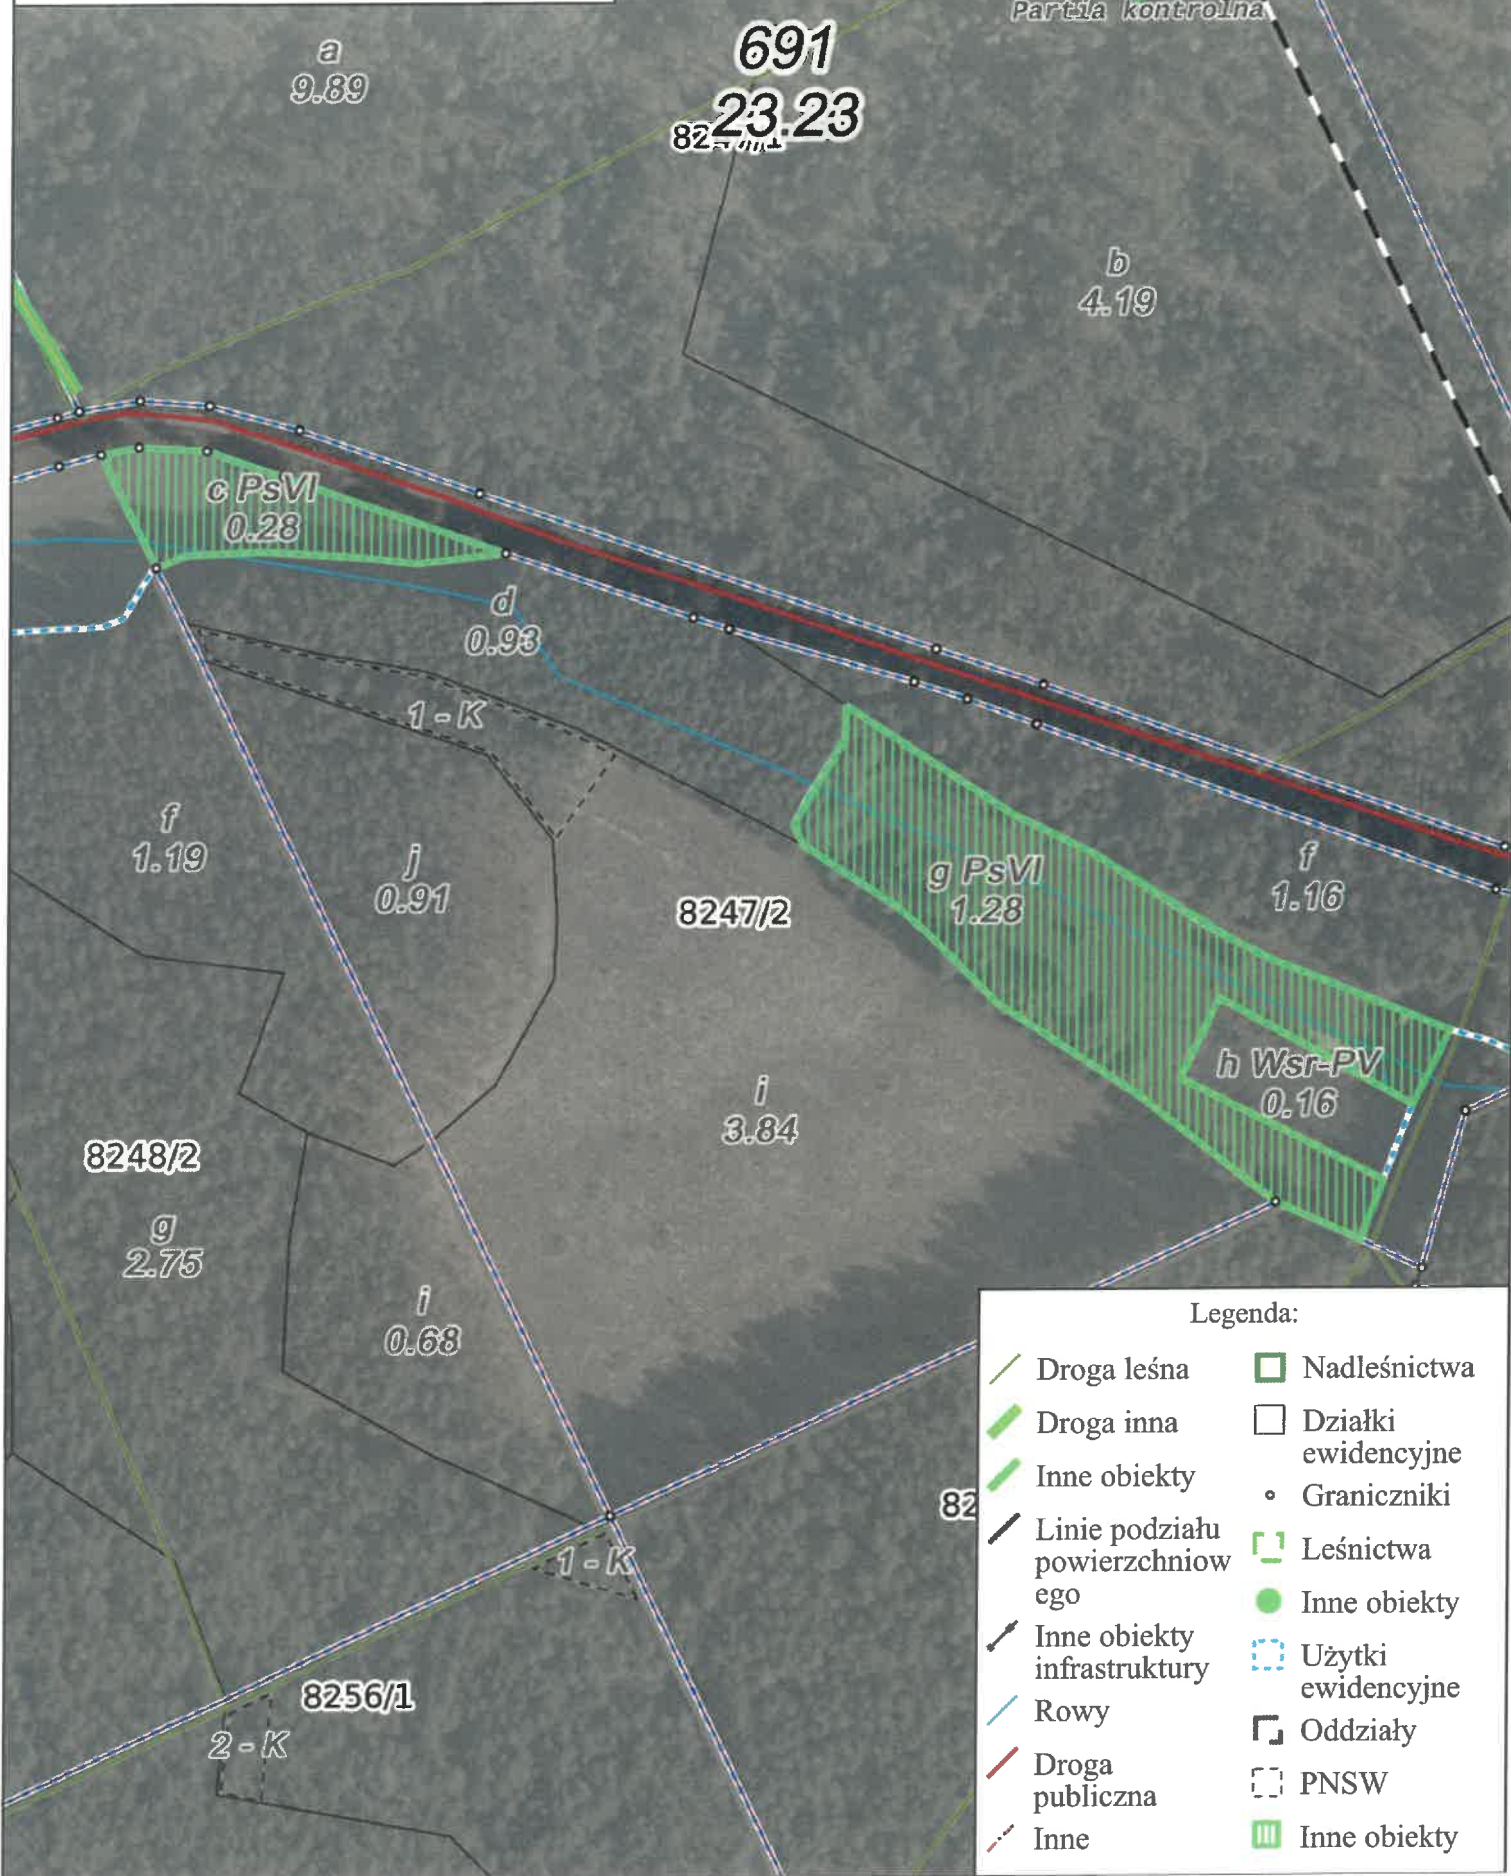 Partia kontrolna
a
9.89
691
23.23
b
4.19
c PsVI
0.28
d
0.93
1 - K
f
1.19
j
0.91
8247/2
g PsVI
1.28
f
1.16
h Wsr-PV
0.16
i
3.84
8248/2
g
2.75
i
0.68
82
1 - K
8256/1
2 - K
Legenda:
Droga leśna
Droga inna
Inne obiekty
Linie podziału
powierzchniow
ego
Inne obiekty
infrastruktury
Rowy
Droga
publiczna
Inne
Nadleśnictwa
Działki
ewidencyjne
Graniczniki
Leśnictwa
Inne obiekty
Użytki
ewidencyjne
Oddziały
PNSW
Inne obiekty